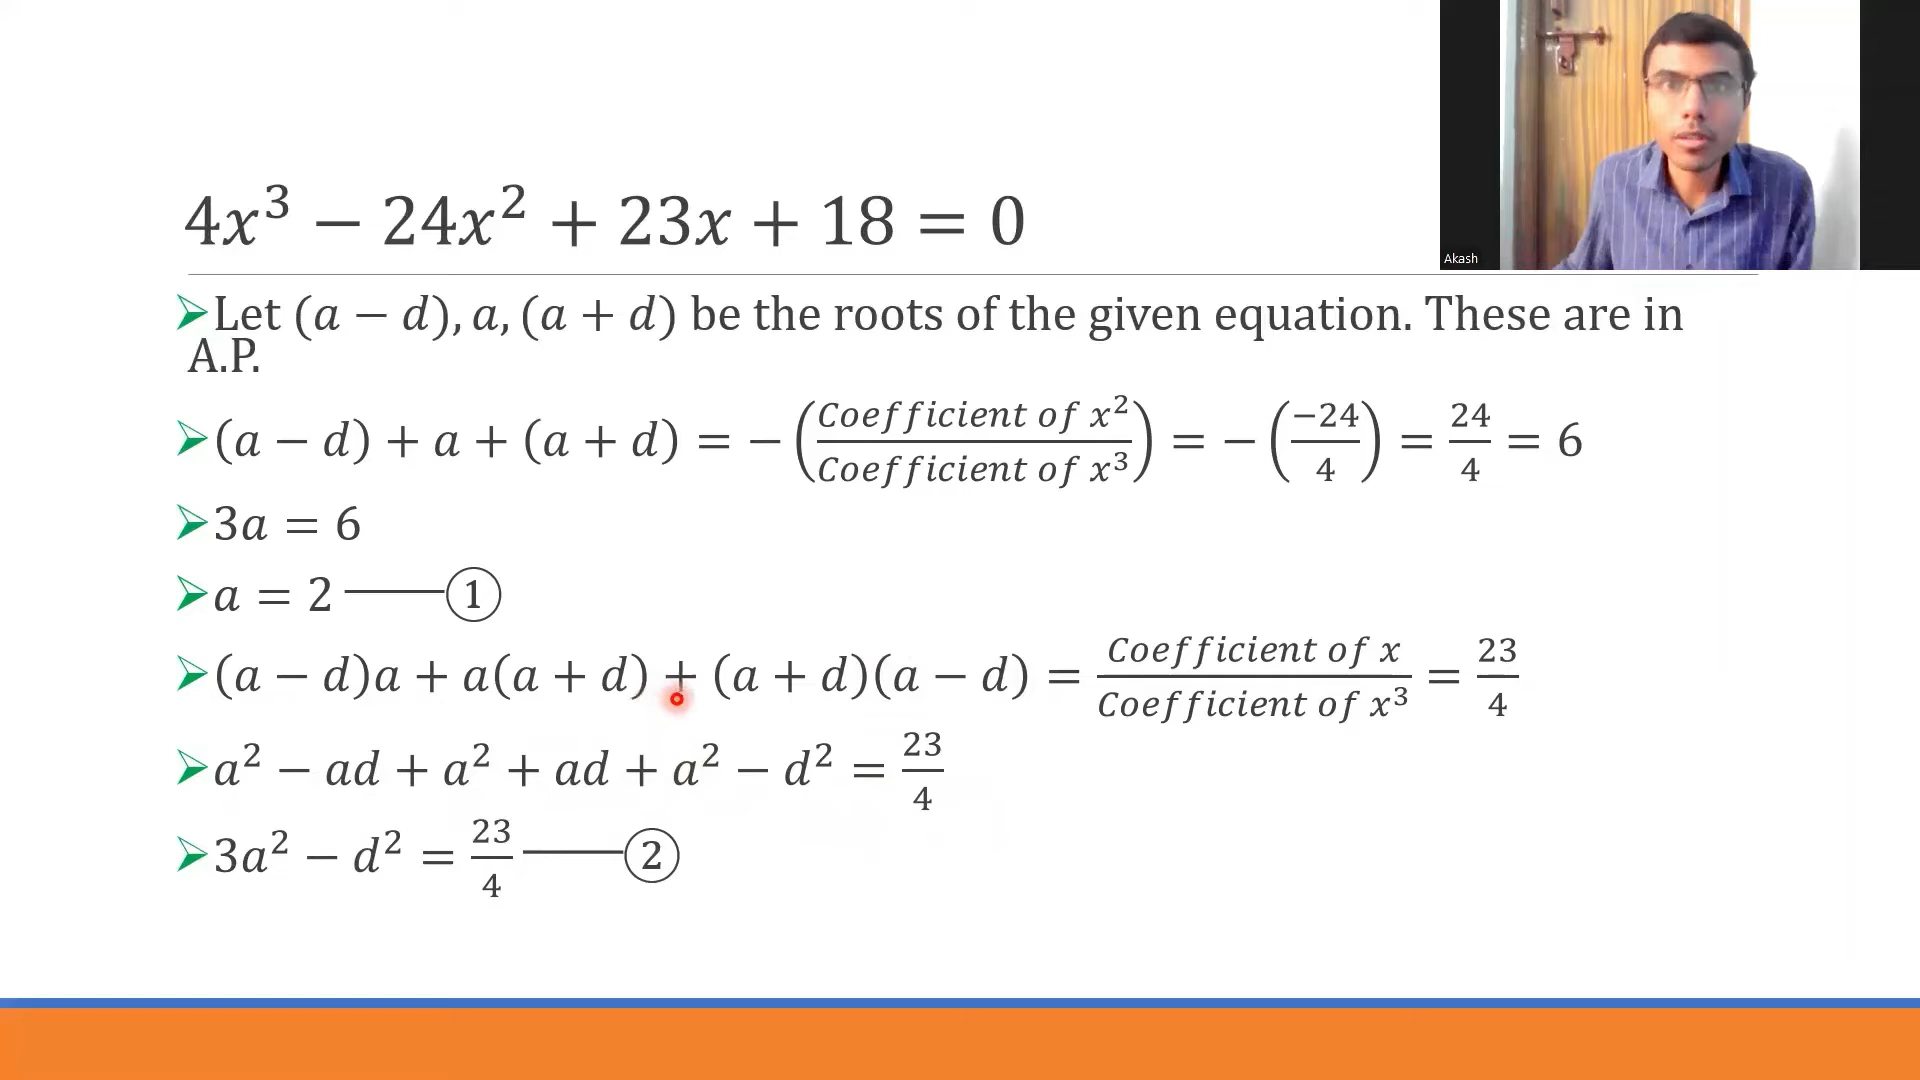 Akash
4x³ − 24x² + 23x + 18 = 0
➢Let (a − d), a, (a + d) be the roots of the given equation. These are in
A.P.
➢(a − d) + a + (a + d) = −(Coefficient of x²/Coefficient of x³) = −(−24/4) = 24/4 = 6
➢3a = 6
➢a = 2 ——①
➢(a − d)a + a(a + d) + (a + d)(a − d) = Coefficient of x/Coefficient of x³ = 23/4
➢a² − ad + a² + ad + a² − d² = 23/4
➢3a² − d² = 23/4 ——②